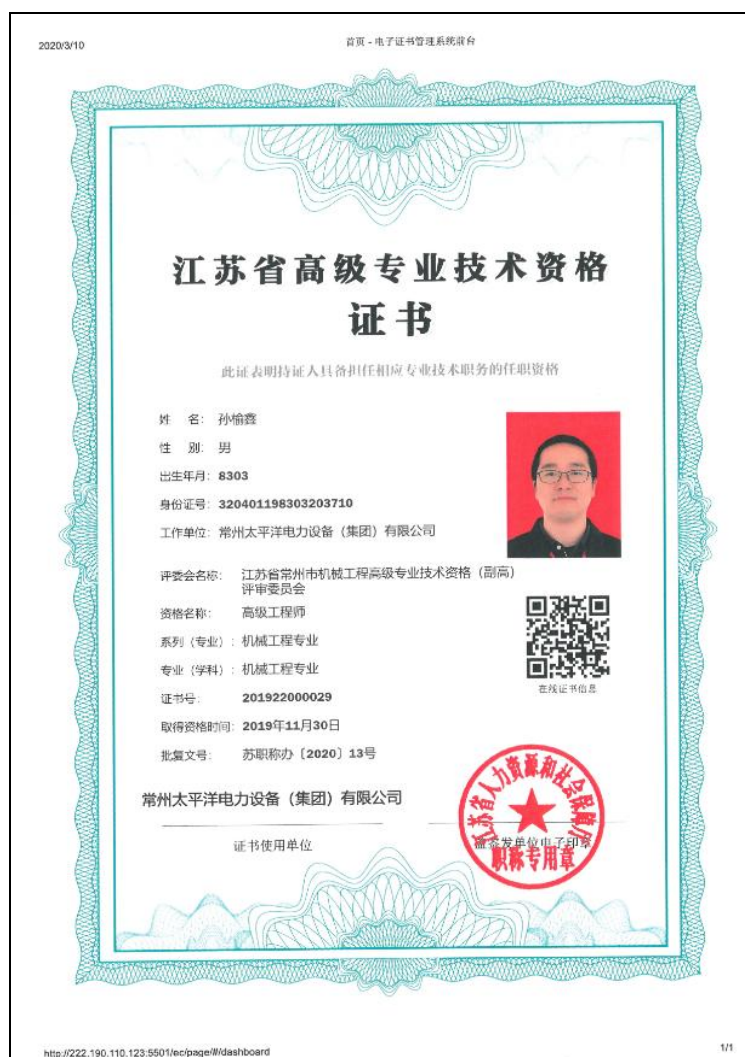 2020/3/10
首页 - 电子证书管理系统前台
江苏省高级专业技术资格
证书
此证表明持证人具备担任相应专业技术职务的任职资格
姓 名: 孙榆鑫
性 别: 男
出生年月: 8303
身份证号: 320401198303203710
工作单位: 常州太平洋电力设备（集团）有限公司
评委会名称: 江苏省常州市机械工程高级专业技术资格（副高）
评审委员会
资格名称: 高级工程师
系列（专业）: 机械工程专业
专业（学科）: 机械工程专业
证书号: 201922000029
取得资格时间: 2019年11月30日
批复文号: 苏职称办〔2020〕13号
在线证书信息
常州太平洋电力设备（集团）有限公司
证书使用单位
江苏省人力资源和社会保障厅
职称专用章
签发单位电子印章
http://222.190.110.123:5501/ec/page/#/dashboard
1/1